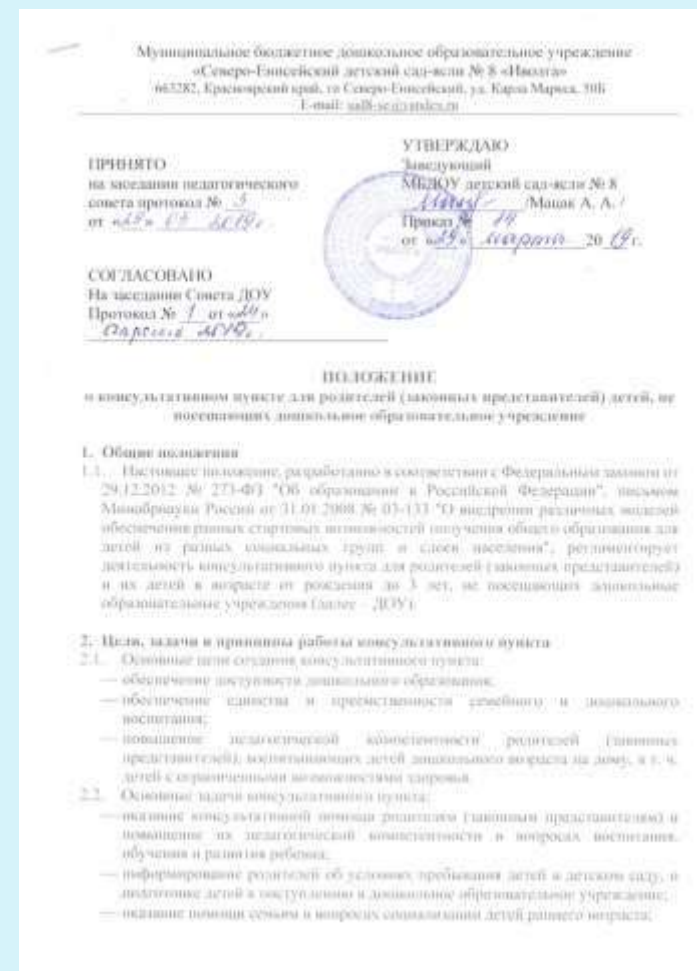 Муниципальное бюджетное дошкольное образовательное учреждение
«Северо-Енисейский детский сад-ясли № 8 «Иволга»
663282, Красноярский край, гп Северо-Енисейский, ул. Карла Маркса, 50Б
E-mail:
ПРИНЯТО
на заседании педагогического
совета протокол №
от
УТВЕРЖДАЮ
Заведующий
МБДОУ детский сад-ясли № 8
/Мацак А. А./
Приказ №
от «29» марта 2019 г.
СОГЛАСОВАНО
На заседании Совета ДОУ
Протокол № 1 от
ПОЛОЖЕНИЕ
о консультативном пункте для родителей (законных представителей) детей, не
посещающих дошкольное образовательное учреждение
1. Общие положения
1.1. Настоящее положение, разработанно в соответствии с Федеральным законом от
29.12.2012 № 273-ФЗ "Об образовании в Российской Федерации", письмом
Минобрнауки России от 31.01.2008 № 03-133 "О внедрении различных моделей
обеспечения равных стартовых возможностей получения общего образования для
детей из разных социальных групп и слоев населения", регламентирует
деятельность консультативного пункта для родителей (законных представителей)
и их детей в возрасте от рождения до 3 лет, не посещающих дошкольные
образовательные учреждения (далее – ДОУ).
2. Цели, задачи и принципы работы консультативного пункта
2.1. Основные цели создания консультативного пункта:
— обеспечение доступности дошкольного образования;
— обеспечение единства и преемственности семейного и дошкольного
воспитания;
— повышение педагогической компетентности родителей (законных
представителей), воспитывающих детей дошкольного возраста на дому, в т. ч.
детей с ограниченными возможностями здоровья.
2.2. Основные задачи консультативного пункта:
— оказание консультативной помощи родителям (законным представителям) и
повышение их педагогической компетентности в вопросах воспитания,
обучения и развития ребенка;
— информирование родителей об условиях пребывания детей в детском саду, о
подготовке детей к поступлению в дошкольное образовательное учреждение;
— оказание помощи семьям в вопросах социализации детей раннего возраста;